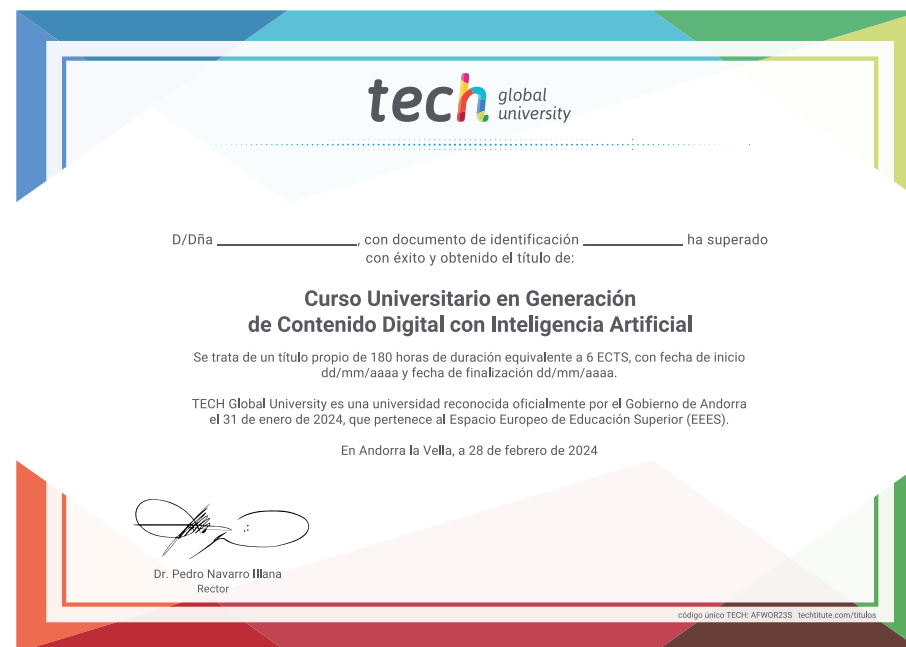 tech global university
D/Dña ____________, con documento de identificación ____________ ha superado
con éxito y obtenido el título de:
Curso Universitario en Generación
de Contenido Digital con Inteligencia Artificial
Se trata de un título propio de 180 horas de duración equivalente a 6 ECTS, con fecha de inicio
dd/mm/aaaa y fecha de finalización dd/mm/aaaa.
TECH Global University es una universidad reconocida oficialmente por el Gobierno de Andorra
el 31 de enero de 2024, que pertenece al Espacio Europeo de Educación Superior (EEES).
En Andorra la Vella, a 28 de febrero de 2024
Dr. Pedro Navarro Illana
Rector
código único TECH: AFWOR23S techtitute.com/titulos